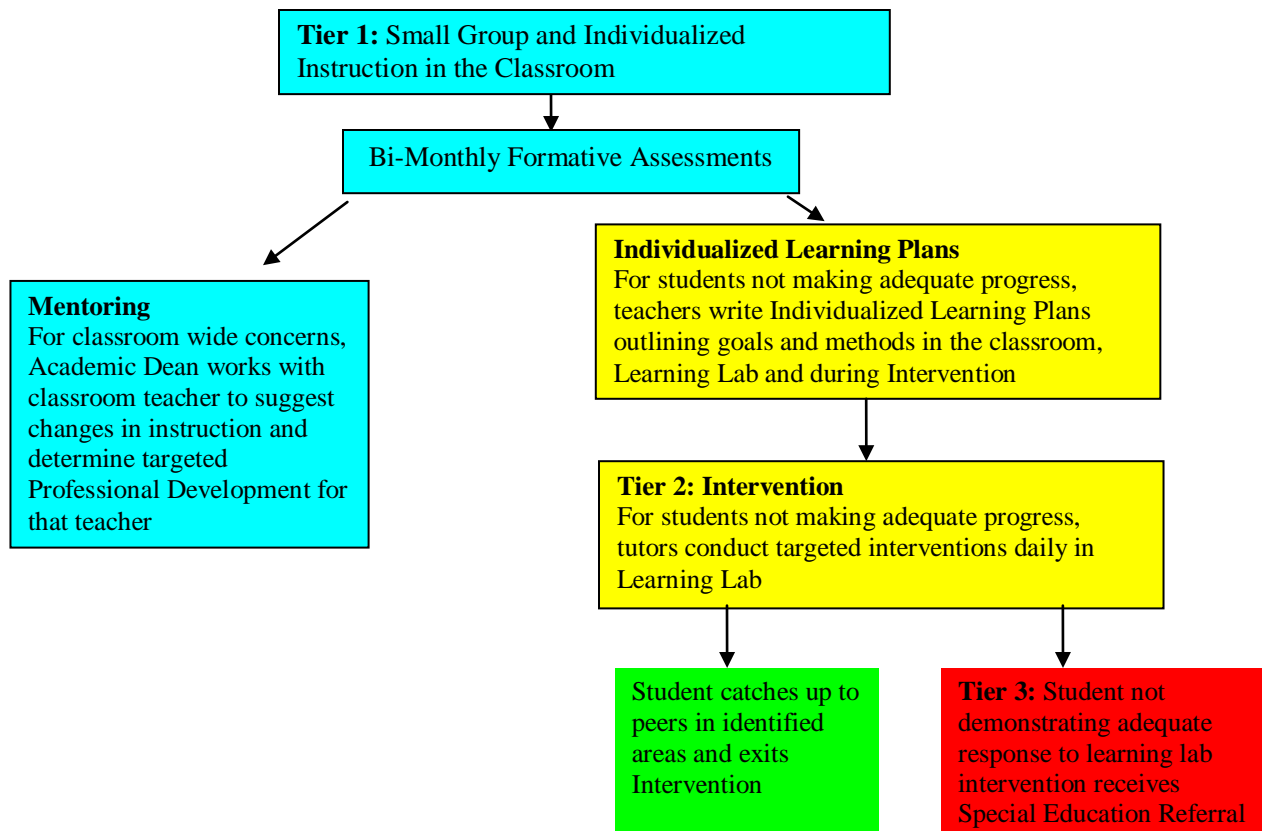 Tier 1: Small Group and Individualized
Instruction in the Classroom
Bi-Monthly Formative Assessments
Mentoring
For classroom wide concerns,
Academic Dean works with
classroom teacher to suggest
changes in instruction and
determine targeted
Professional Development for
that teacher
Individualized Learning Plans
For students not making adequate progress,
teachers write Individualized Learning Plans
outlining goals and methods in the classroom,
Learning Lab and during Intervention
Tier 2: Intervention
For students not making adequate progress,
tutors conduct targeted interventions daily in
Learning Lab
Student catches up to
peers in identified
areas and exits
Intervention
Tier 3: Student not
demonstrating adequate
response to learning lab
intervention receives
Special Education Referral